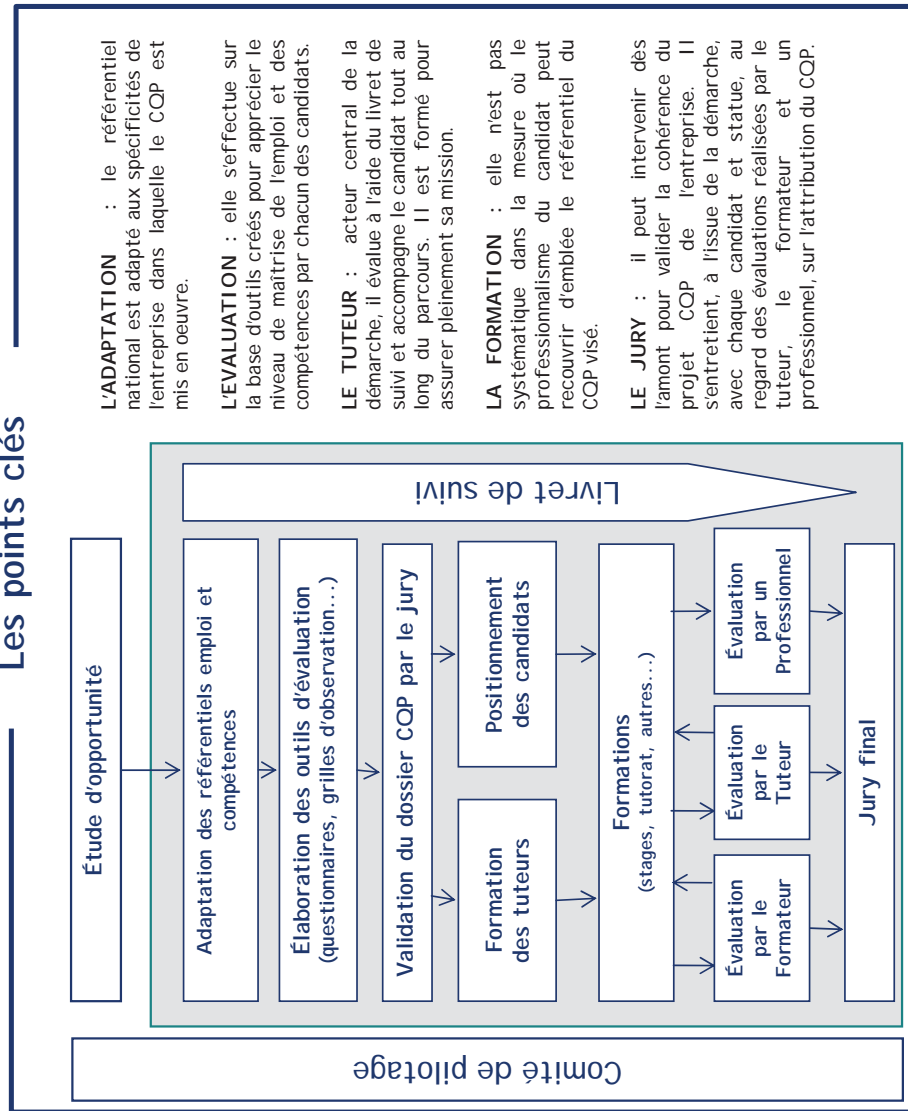 Les points clés
Comité de pilotage
Étude d'opportunité
Adaptation des référentiels emploi et
compétences
Élaboration des outils d'évaluation
(questionnaires, grilles d'observation...)
Validation du dossier CQP par le jury
Formation
des tuteurs
Positionnement
des candidats
Formations
(stages, tutorat, autres...)
Évaluation
par le
Formateur
Évaluation
par le
Tuteur
Évaluation
par un
Professionnel
Jury final
Livret de suivi
L'ADAPTATION : le référentiel
national est adapté aux spécificités de
l'entreprise dans laquelle le CQP est
mis en oeuvre.
L'EVALUATION : elle s'effectue sur
la base d'outils créés pour apprécier le
niveau de maîtrise de l'emploi et des
compétences par chacun des candidats.
LE TUTEUR : acteur central de la
démarche, il évalue à l'aide du livret de
suivi et accompagne le candidat tout au
long du parcours. Il est formé pour
assurer pleinement sa mission.
LA FORMATION : elle n'est pas
systématique dans la mesure où le
professionnalisme du candidat peut
recouvrir d'emblée le référentiel du
CQP visé.
LE JURY : il peut intervenir dès
l'amont pour valider la cohérence du
projet CQP de l'entreprise. Il
s'entretient, à l'issue de la démarche,
avec chaque candidat et statue, au
regard des évaluations réalisées par le
tuteur, le formateur et un
professionnel, sur l'attribution du CQP.